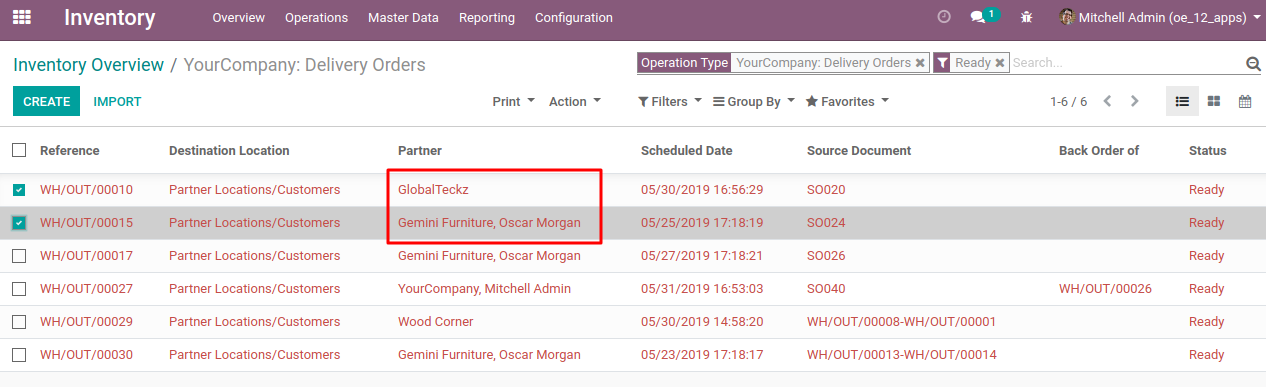 Inventory Overview Operations Master Data Reporting Configuration 1 Mitchell Admin (oe_12_apps)
Inventory Overview / YourCompany: Delivery Orders Operation Type YourCompany: Delivery Orders Ready Search...
CREATE IMPORT Print Action Filters Group By Favorites 1-6 / 6
Reference Destination Location Partner Scheduled Date Source Document Back Order of Status
WH/OUT/00010 Partner Locations/Customers GlobalTeckz 05/30/2019 16:56:29 SO020 Ready
WH/OUT/00015 Partner Locations/Customers Gemini Furniture, Oscar Morgan 05/25/2019 17:18:19 SO024 Ready
WH/OUT/00017 Partner Locations/Customers Gemini Furniture, Oscar Morgan 05/27/2019 17:18:21 SO026 Ready
WH/OUT/00027 Partner Locations/Customers YourCompany, Mitchell Admin 05/31/2019 16:53:03 SO040 WH/OUT/00026 Ready
WH/OUT/00029 Partner Locations/Customers Wood Corner 05/30/2019 14:58:20 WH/OUT/00008-WH/OUT/00001 Ready
WH/OUT/00030 Partner Locations/Customers Gemini Furniture, Oscar Morgan 05/23/2019 17:18:17 WH/OUT/00013-WH/OUT/00014 Ready